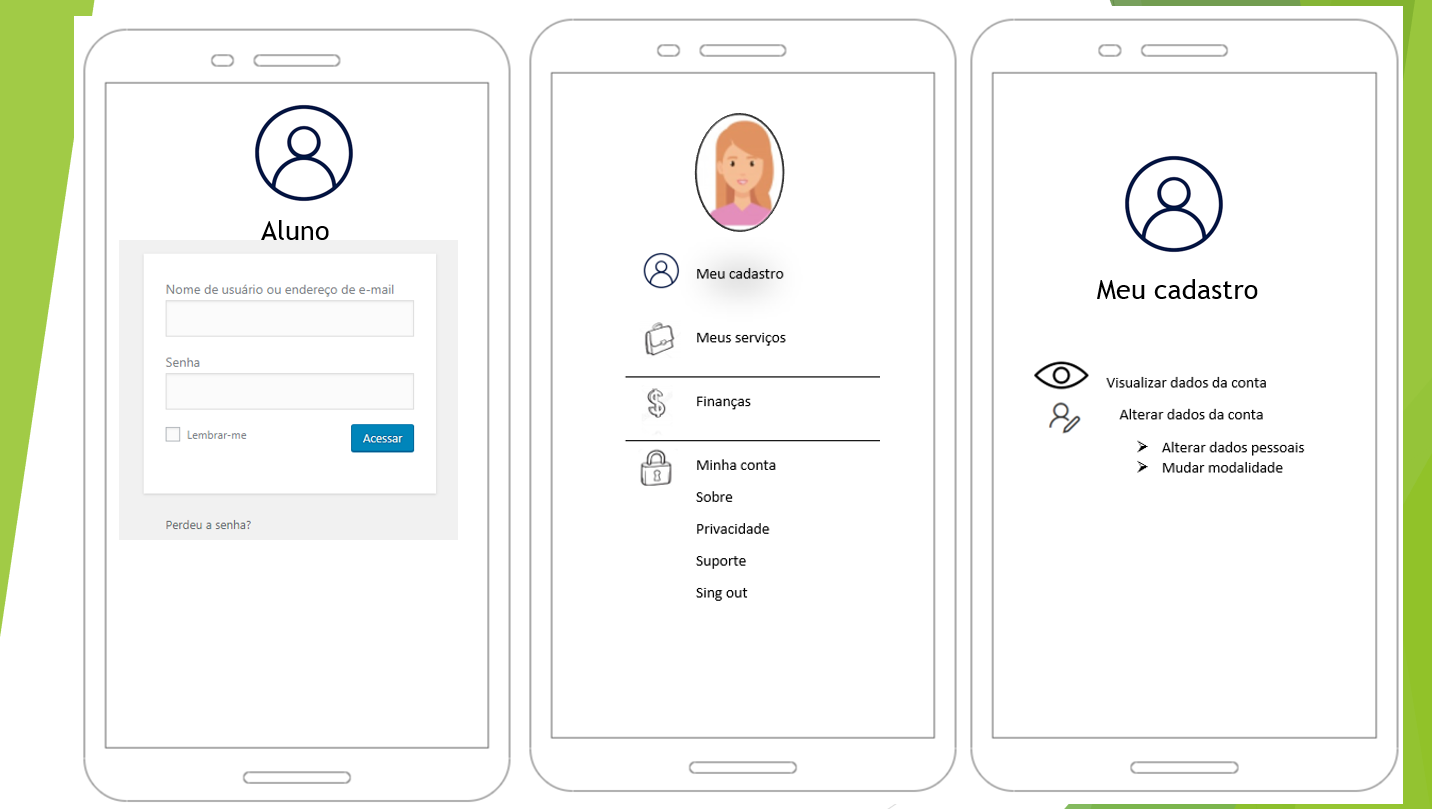 Aluno
Nome de usuário ou endereço de e-mail
Senha
Lembrar-me
Acessar
Perdeu a senha?
Meu cadastro
Meus serviços
Finanças
Minha conta
Sobre
Privacidade
Suporte
Sing out
Meu cadastro
Visualizar dados da conta
Alterar dados da conta
Alterar dados pessoais
Mudar modalidade